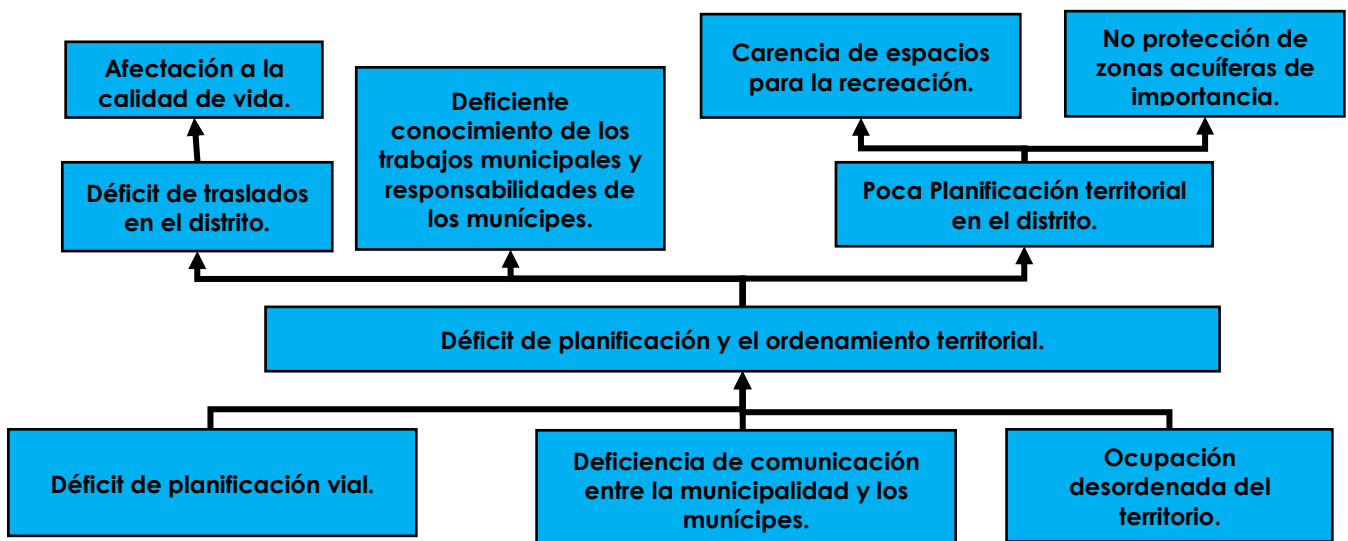 Afectación a la
calidad de vida.
Deficiente
conocimiento de los
trabajos municipales y
responsabilidades de
los munícipes.
Carencia de espacios
para la recreación.
No protección de
zonas acuíferas de
importancia.
Déficit de traslados
en el distrito.
Poca Planificación territorial
en el distrito.
Déficit de planificación y el ordenamiento territorial.
Déficit de planificación vial.
Deficiencia de comunicación
entre la municipalidad y los
munícipes.
Ocupación
desordenada del
territorio.